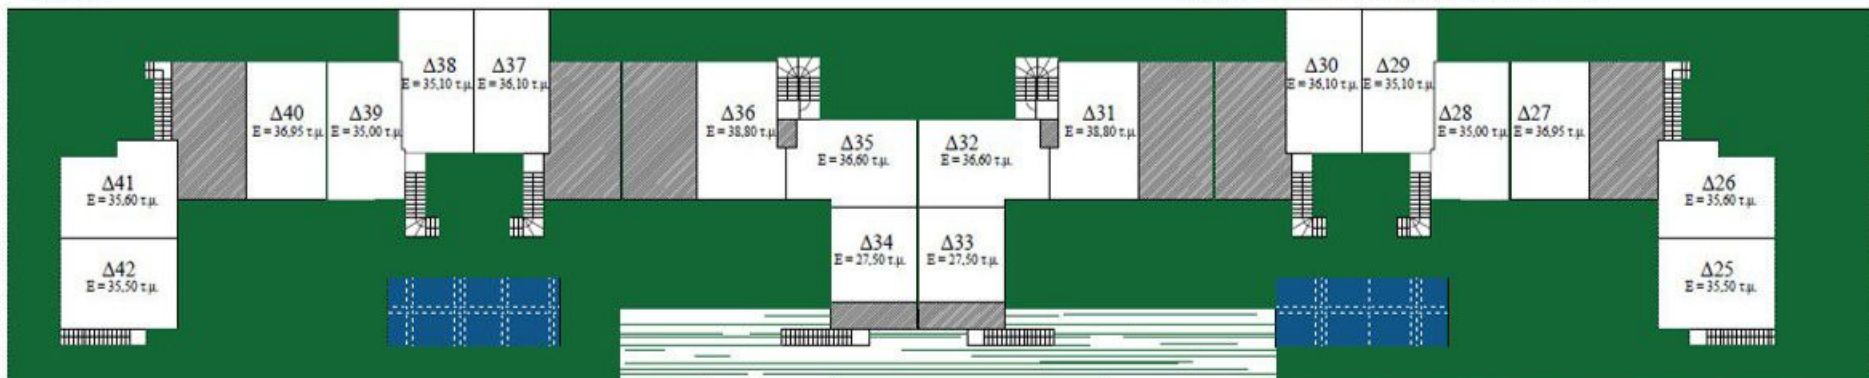 Δ38
E = 35,10 τ.μ.
Δ37
E = 36,10 τ.μ.
Δ30
E = 36,10 τ.μ.
Δ29
E = 35,10 τ.μ.
Δ40
E = 36,95 τ.μ.
Δ39
E = 35,00 τ.μ.
Δ36
E = 38,80 τ.μ.
Δ35
E = 36,60 τ.μ.
Δ32
E = 36,60 τ.μ.
Δ31
E = 38,80 τ.μ.
Δ28
E = 35,00 τ.μ.
Δ27
E = 36,95 τ.μ.
Δ41
E = 35,60 τ.μ.
Δ26
E = 35,60 τ.μ.
Δ34
E = 27,50 τ.μ.
Δ33
E = 27,50 τ.μ.
Δ42
E = 35,50 τ.μ.
Δ25
E = 35,50 τ.μ.